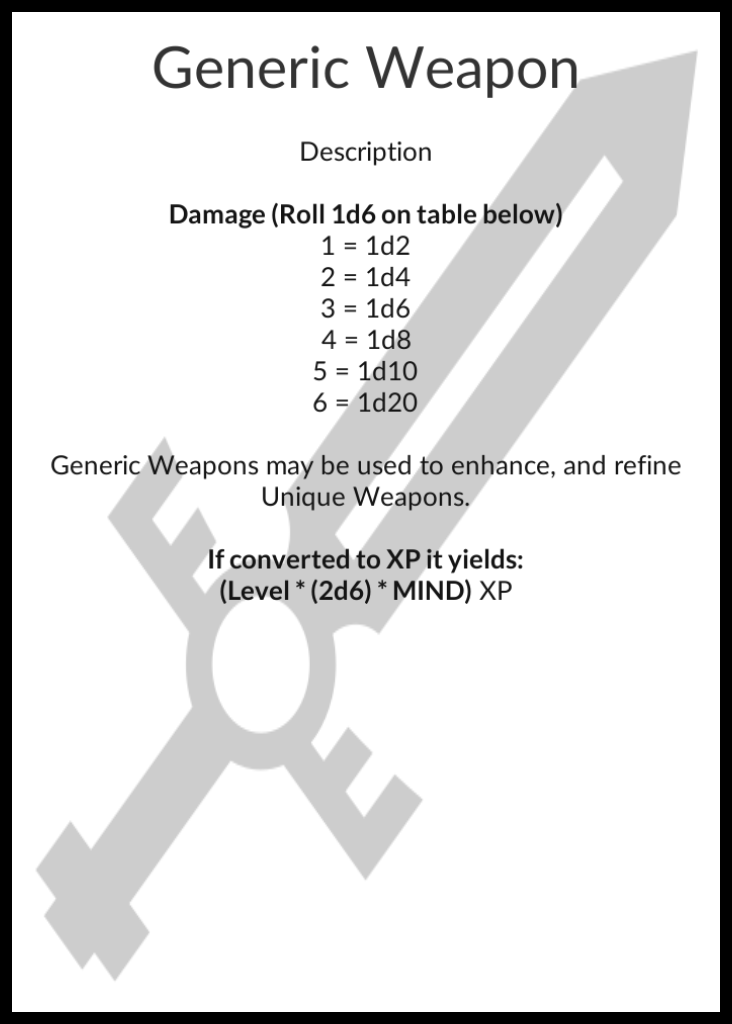 Generic Weapon
Description
Damage (Roll 1d6 on table below)
1 = 1d2
2 = 1d4
3 = 1d6
4 = 1d8
5 = 1d10
6 = 1d20
Generic Weapons may be used to enhance, and refine
Unique Weapons.
If converted to XP it yields:
(Level * (2d6) * MIND) XP